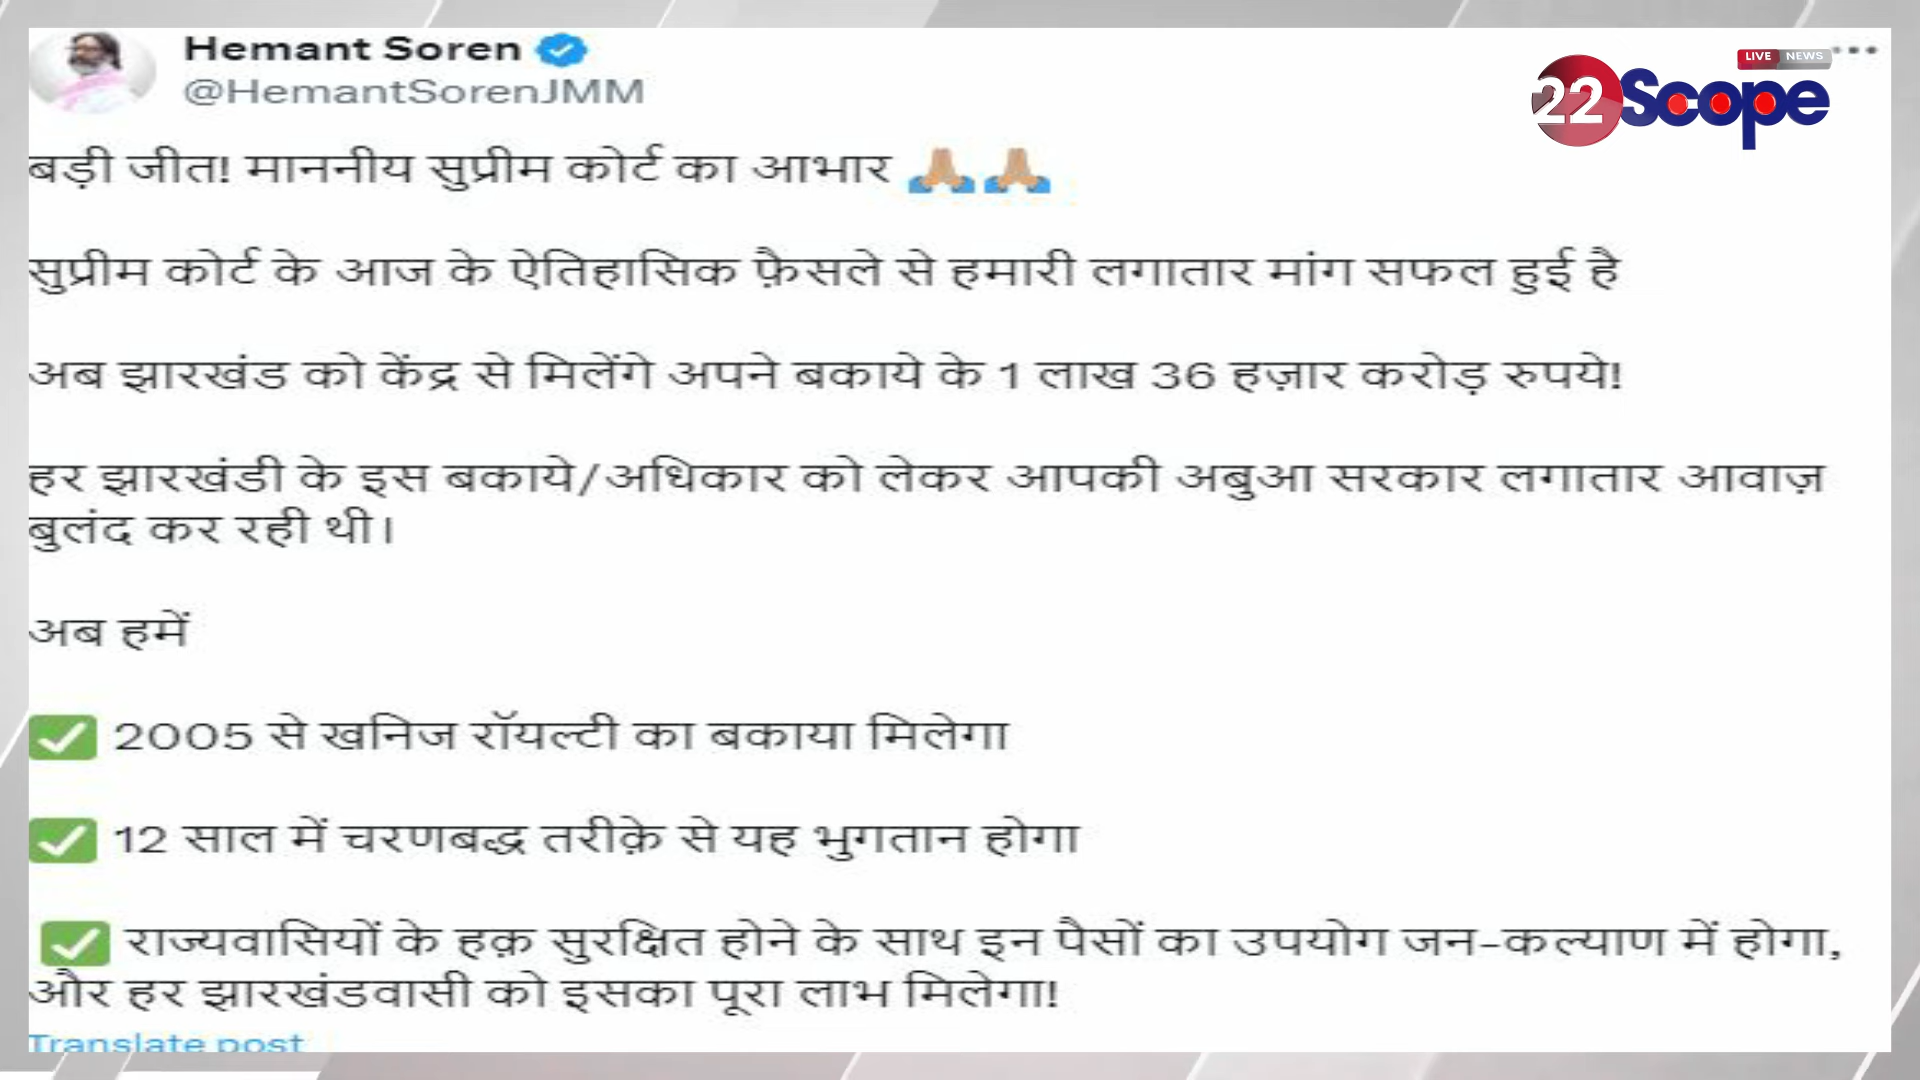 Hemant Soren
@HemantSorenJMM
LIVE NEWS
22Scope
बड़ी जीत! माननीय सुप्रीम कोर्ट का आभार 🙏🏽🙏🏽
सुप्रीम कोर्ट के आज के ऐतिहासिक फ़ैसले से हमारी लगातार मांग सफल हुई है
अब झारखंड को केंद्र से मिलेंगे अपने बकाये के 1 लाख 36 हज़ार करोड़ रुपये!
हर झारखंडी के इस बकाये/अधिकार को लेकर आपकी अबुआ सरकार लगातार आवाज़
बुलंद कर रही थी।
अब हमें
✅ 2005 से खनिज रॉयल्टी का बकाया मिलेगा
✅ 12 साल में चरणबद्ध तरीक़े से यह भुगतान होगा
✅ राज्यवासियों के हक़ सुरक्षित होने के साथ इन पैसों का उपयोग जन-कल्याण में होगा,
और हर झारखंडवासी को इसका पूरा लाभ मिलेगा!
Translate post